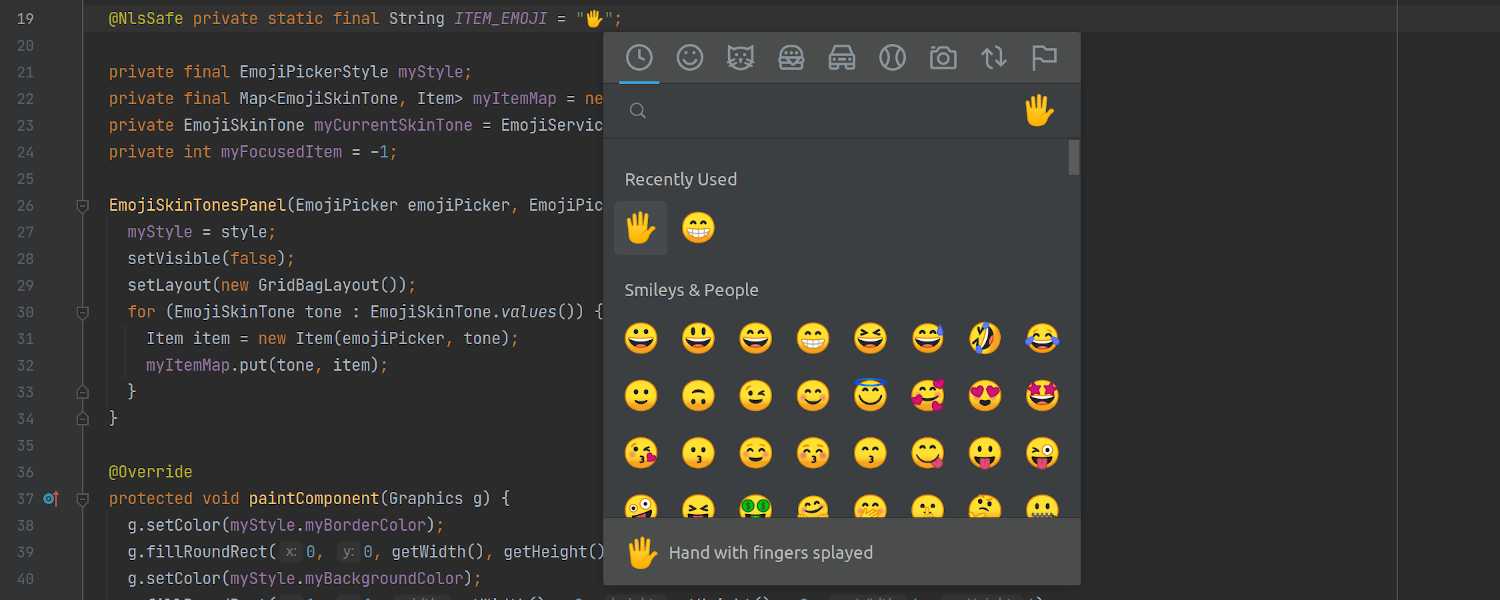 19 @NlsSafe private static final String ITEM_EMOJI = "🖐";
20
21 private final EmojiPickerStyle myStyle;
22 private final Map<EmojiSkinTone, Item> myItemMap = ne
23 private EmojiSkinTone myCurrentSkinTone = EmojiServic
24 private int myFocusedItem = -1;
25
26 EmojiSkinTonesPanel(EmojiPicker emojiPicker, EmojiPic
27 myStyle = style;
28 setVisible(false);
29 setLayout(new GridBagLayout());
30 for (EmojiSkinTone tone : EmojiSkinTone.values()) {
31 Item item = new Item(emojiPicker, tone);
32 myItemMap.put(tone, item);
33 }
34 }
35
36 @Override
37 protected void paintComponent(Graphics g) {
38 g.setColor(myStyle.myBorderColor);
39 g.fillRoundRect( x: 0, y: 0, getWidth(), getHeight()
40 g.setColor(myStyle.myBackgroundColor);
Recently Used
Smileys & People
Hand with fingers splayed